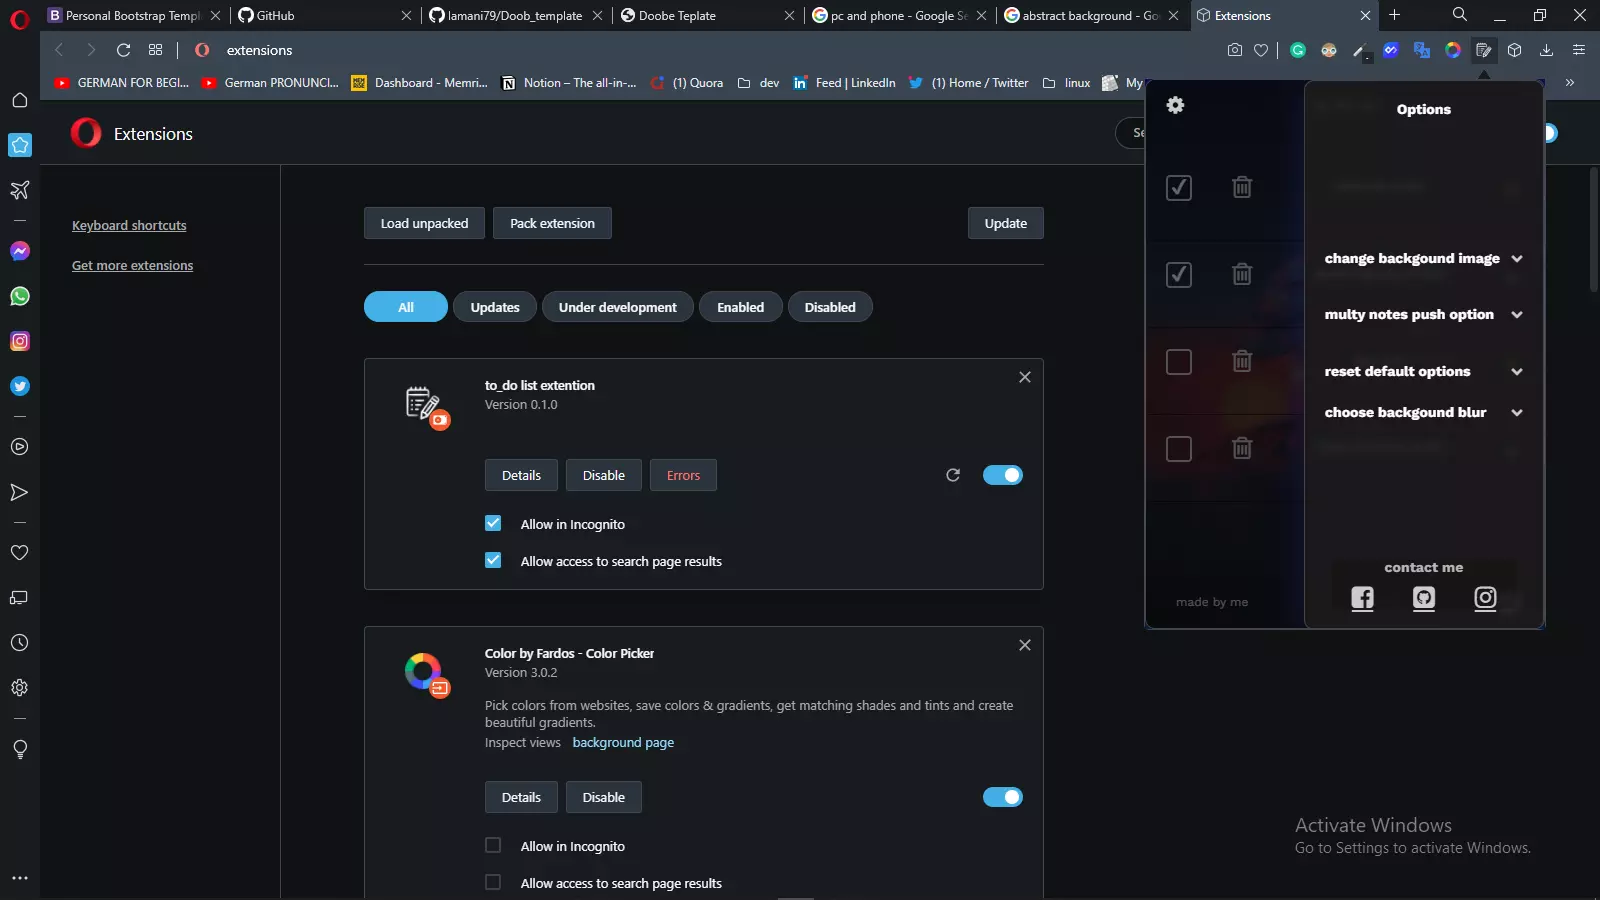 Personal Bootstrap Templ
GitHub
lamani79/Doob_template
Doobe Teplate
pc and phone - Google Se
abstract background - Go
Extensions
extensions
GERMAN FOR BEGI...
German PRONUNCI...
Dashboard - Memri...
Notion – The all-in-...
(1) Quora
dev
Feed | LinkedIn
(1) Home / Twitter
linux
My
Extensions
Se
Keyboard shortcuts
Get more extensions
Load unpacked
Pack extension
Update
All
Updates
Under development
Enabled
Disabled
to_do list extention
Version 0.1.0
Details
Disable
Errors
Allow in Incognito
Allow access to search page results
Color by Fardos - Color Picker
Version 3.0.2
Pick colors from websites, save colors & gradients, get matching shades and tints and create
beautiful gradients.
Inspect views background page
Details
Disable
Allow in Incognito
Allow access to search page results
Options
change backgound image
multy notes push option
reset default options
choose backgound blur
contact me
made by me
Activate Windows
Go to Settings to activate Windows.